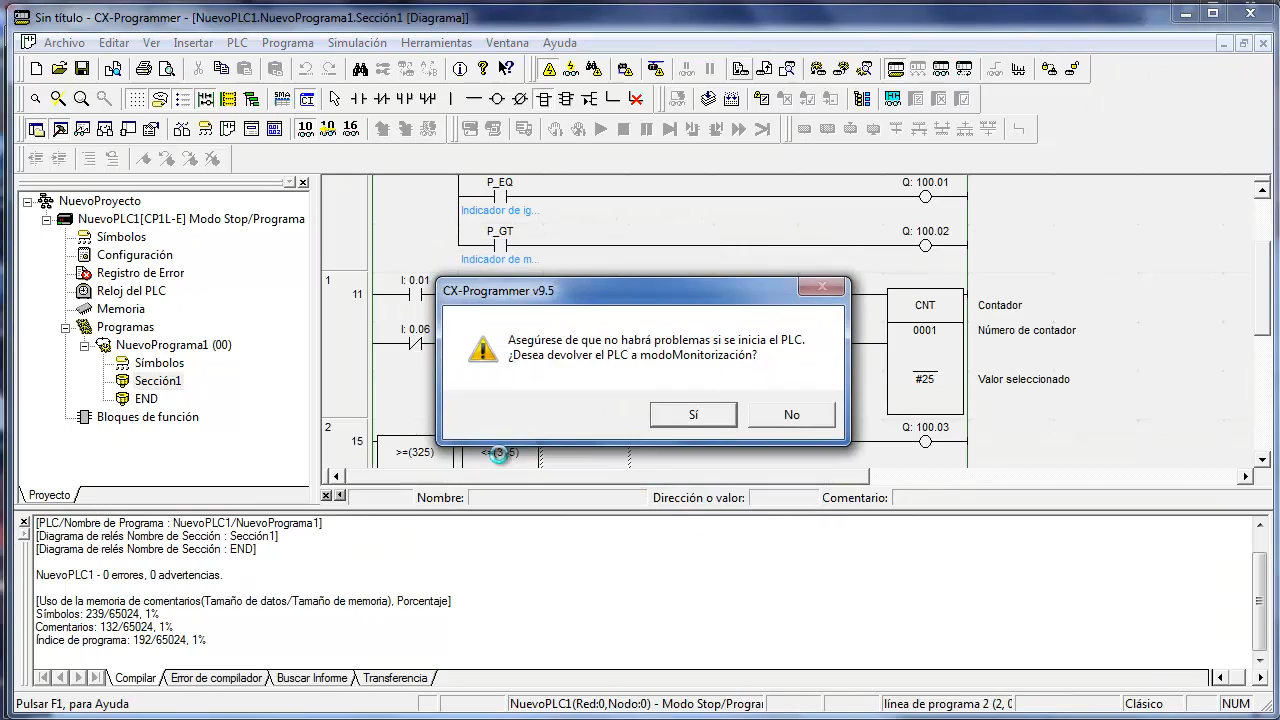 Sin título - CX-Programmer - [NuevoPLC1.NuevoPrograma1.Sección1 [Diagrama]]
Archivo Editar Ver Insertar PLC Programa Simulación Herramientas Ventana Ayuda
10 10 16
NuevoProyecto
NuevoPLC1[CP1L-E] Modo Stop/Programa
Símbolos
Configuración
Registro de Error
Reloj del PLC
Memoria
Programas
NuevoPrograma1 (00)
Símbolos
Sección1
END
Bloques de función
Proyecto
P_EQ
Q: 100.01
Indicador de ig...
P_GT
Q: 100.02
Indicador de m...
1
11
I: 0.01
CNT
Contador
0001
Número de contador
I: 0.06
#25
Valor seleccionado
2
15
Q: 100.03
>=(325)
CX-Programmer v9.5
Asegúrese de que no habrá problemas si se inicia el PLC.
¿Desea devolver el PLC a modoMonitorización?
Sí No
Nombre: Dirección o valor: Comentario:
[PLC/Nombre de Programa : NuevoPLC1/NuevoPrograma1]
[Diagrama de relés Nombre de Sección : Sección1]
[Diagrama de relés Nombre de Sección : END]
NuevoPLC1 - 0 errores, 0 advertencias.
[Uso de la memoria de comentarios(Tamaño de datos/Tamaño de memoria), Porcentaje]
Símbolos: 239/65024, 1%
Comentarios: 132/65024, 1%
Índice de programa: 192/65024, 1%
Compilar Error de compilador Buscar Informe Transferencia
Pulsar F1, para Ayuda
NuevoPLC1(Red:0,Nodo:0) - Modo Stop/Progra
línea de programa 2 (2, 0
Clásico
NUM